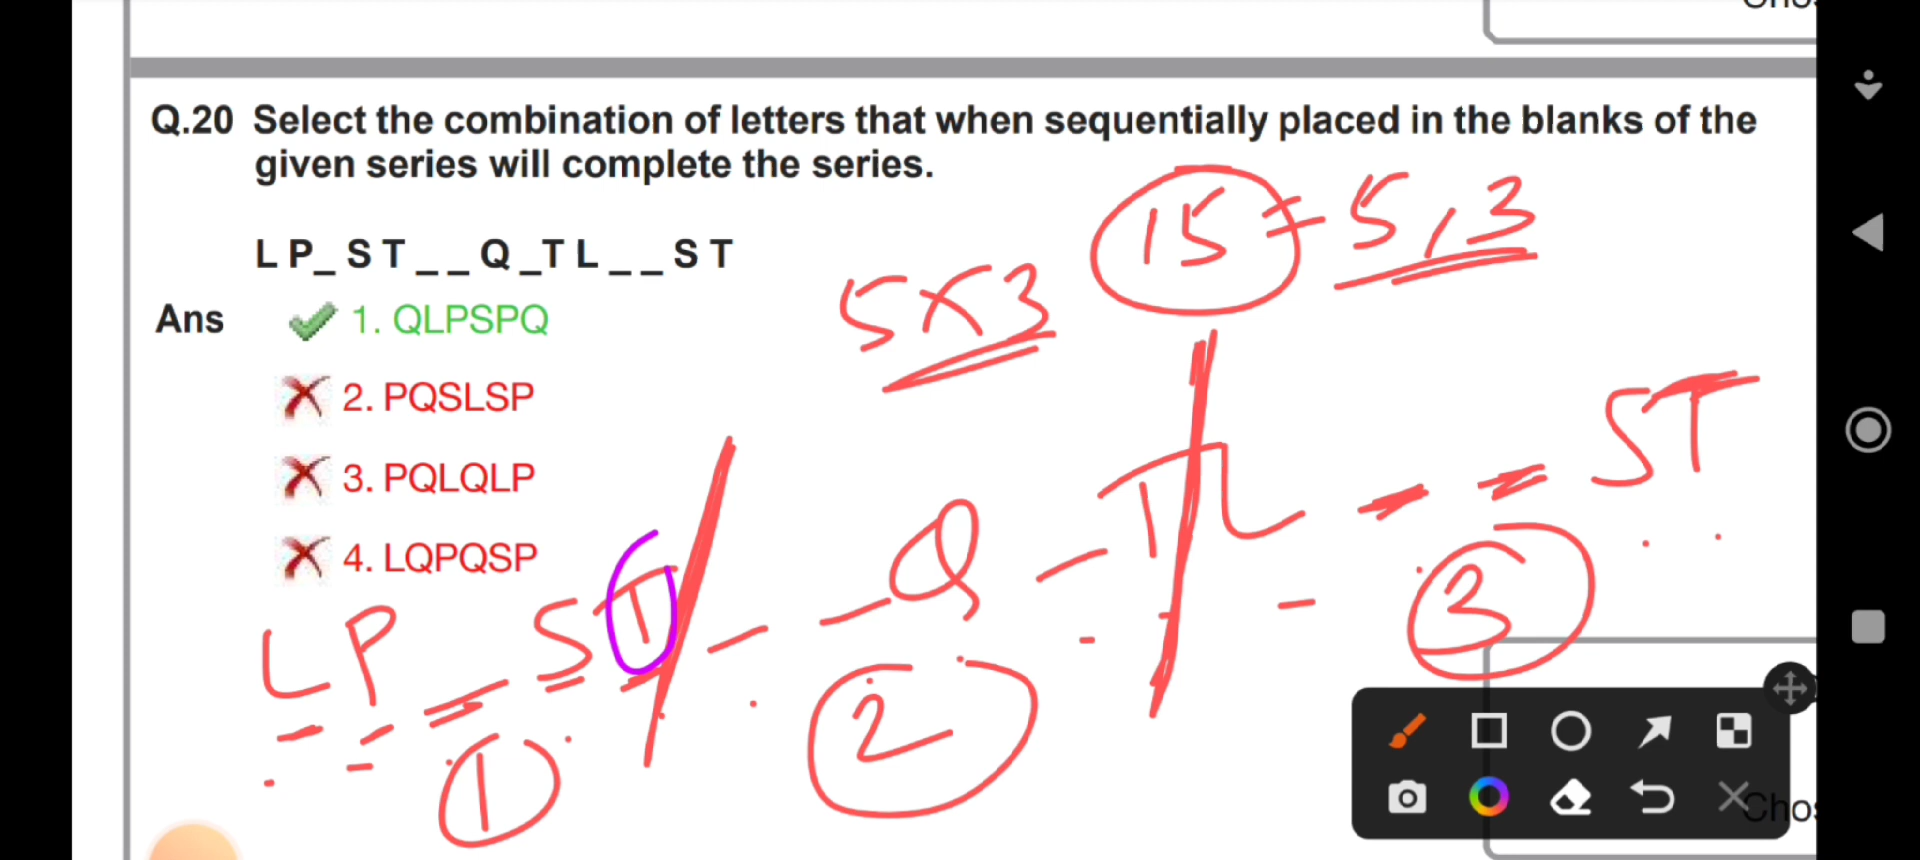 Q.20 Select the combination of letters that when sequentially placed in the blanks of the
given series will complete the series.
L P _ S T _ _ Q _ T L _ _ S T
15 = 5, 3
5 × 3
Ans
1. QLPSPQ
2. PQSLSP
3. PQLQLP
4. LQPQSP
L P _ S T / _ _ Q _ T / L _ _ S T
1
2
3
Cho